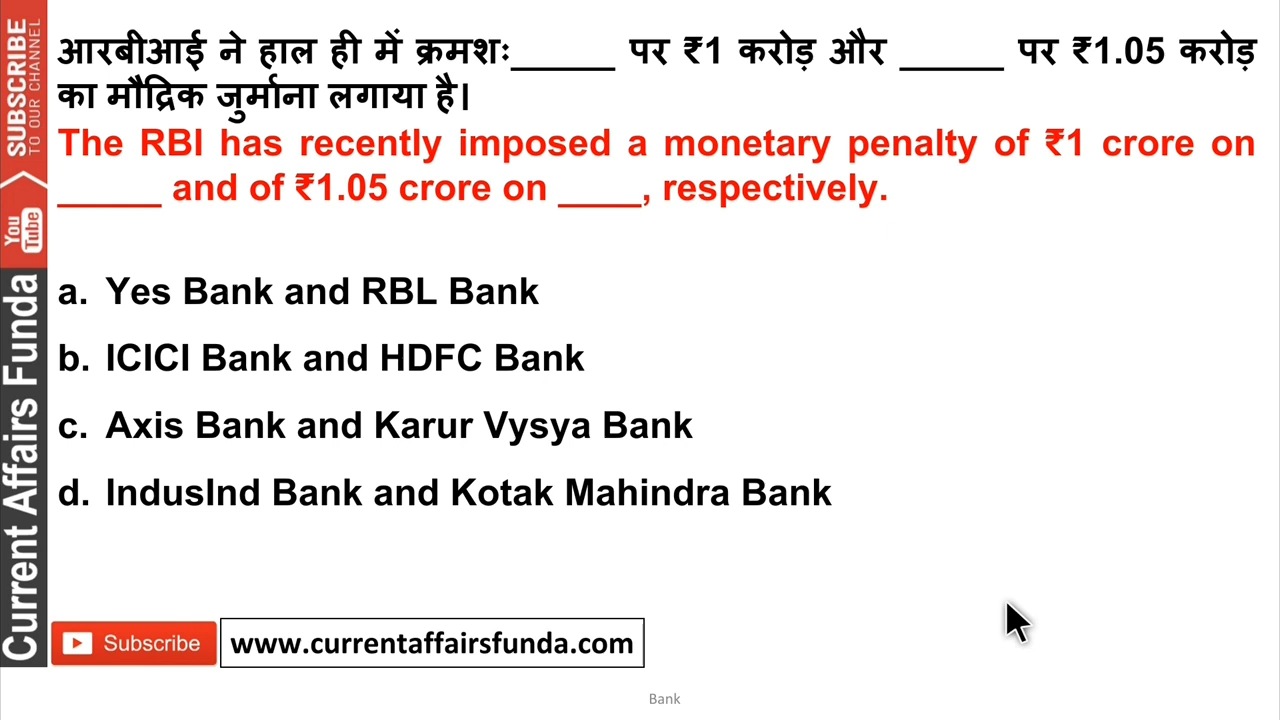 आरबीआई ने हाल ही में क्रमशः_____ पर ₹1 करोड़ और _____ पर ₹1.05 करोड़
का मौद्रिक जुर्माना लगाया है।
The RBI has recently imposed a monetary penalty of ₹1 crore on
_____ and of ₹1.05 crore on ____, respectively.
a. Yes Bank and RBL Bank
b. ICICI Bank and HDFC Bank
c. Axis Bank and Karur Vysya Bank
d. IndusInd Bank and Kotak Mahindra Bank
SUBSCRIBE
TO OUR CHANNEL
You
Tube
Current Affairs Funda
Subscribe
www.currentaffairsfunda.com
Bank